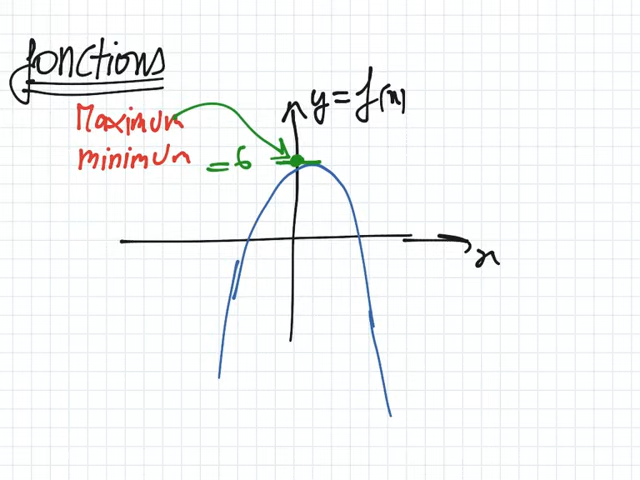 fonctions
y=f(x)
Maximum
minimum = 6
x